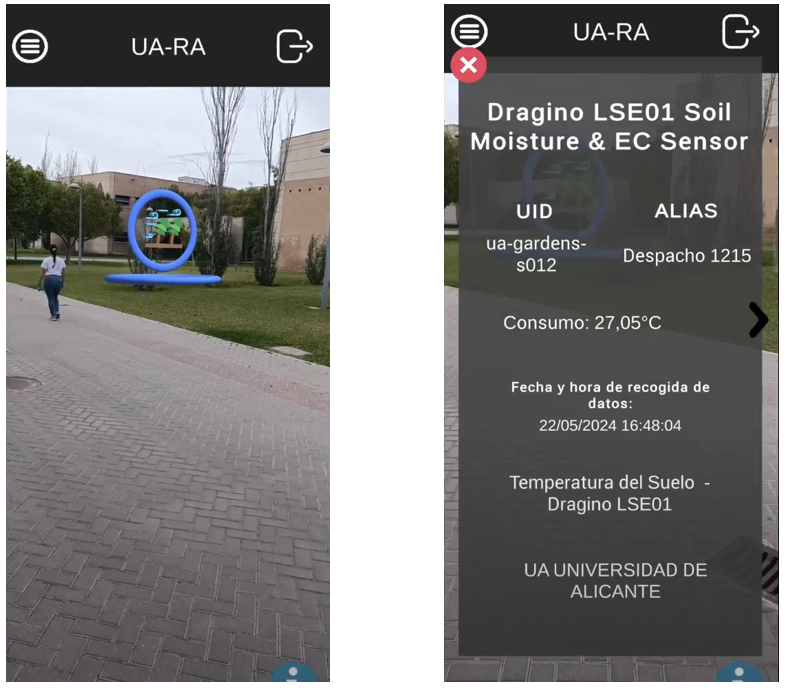 UA-RA
UA-RA
Dragino LSE01 Soil
Moisture & EC Sensor
UID
ALIAS
ua-gardens-
s012
Despacho 1215
Consumo: 27,05°C
Fecha y hora de recogida de
datos:
22/05/2024 16:48:04
Temperatura del Suelo -
Dragino LSE01
UA UNIVERSIDAD DE
ALICANTE